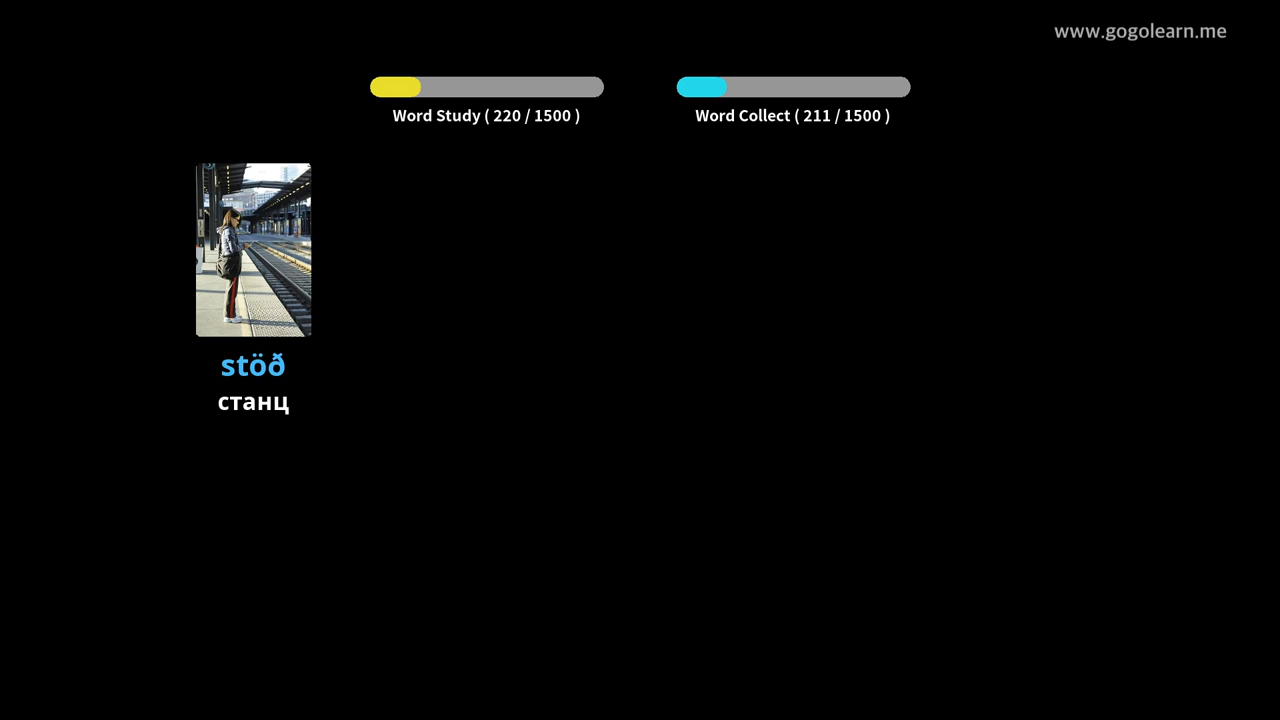 www.gogolearn.me
Word Study ( 220 / 1500 )
Word Collect ( 211 / 1500 )
stöð
станц